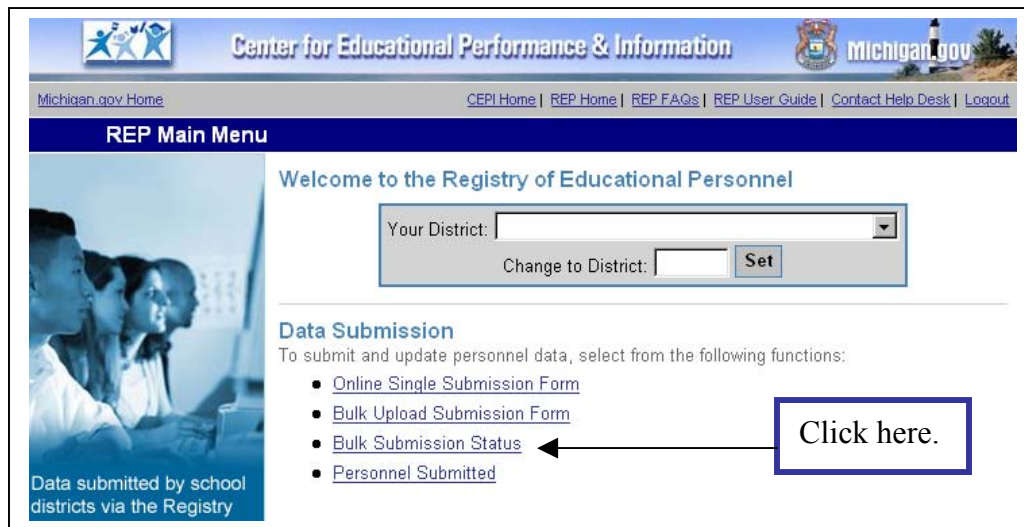 Center for Educational Performance & Information
Michigan.gov
Michigan.gov Home
CEPI Home | REP Home | REP FAQs | REP User Guide | Contact Help Desk | Logout
REP Main Menu
Welcome to the Registry of Educational Personnel
Your District:
Change to District: Set
Data Submission
To submit and update personnel data, select from the following functions:
• Online Single Submission Form
• Bulk Upload Submission Form
• Bulk Submission Status
Click here.
• Personnel Submitted
Data submitted by school
districts via the Registry